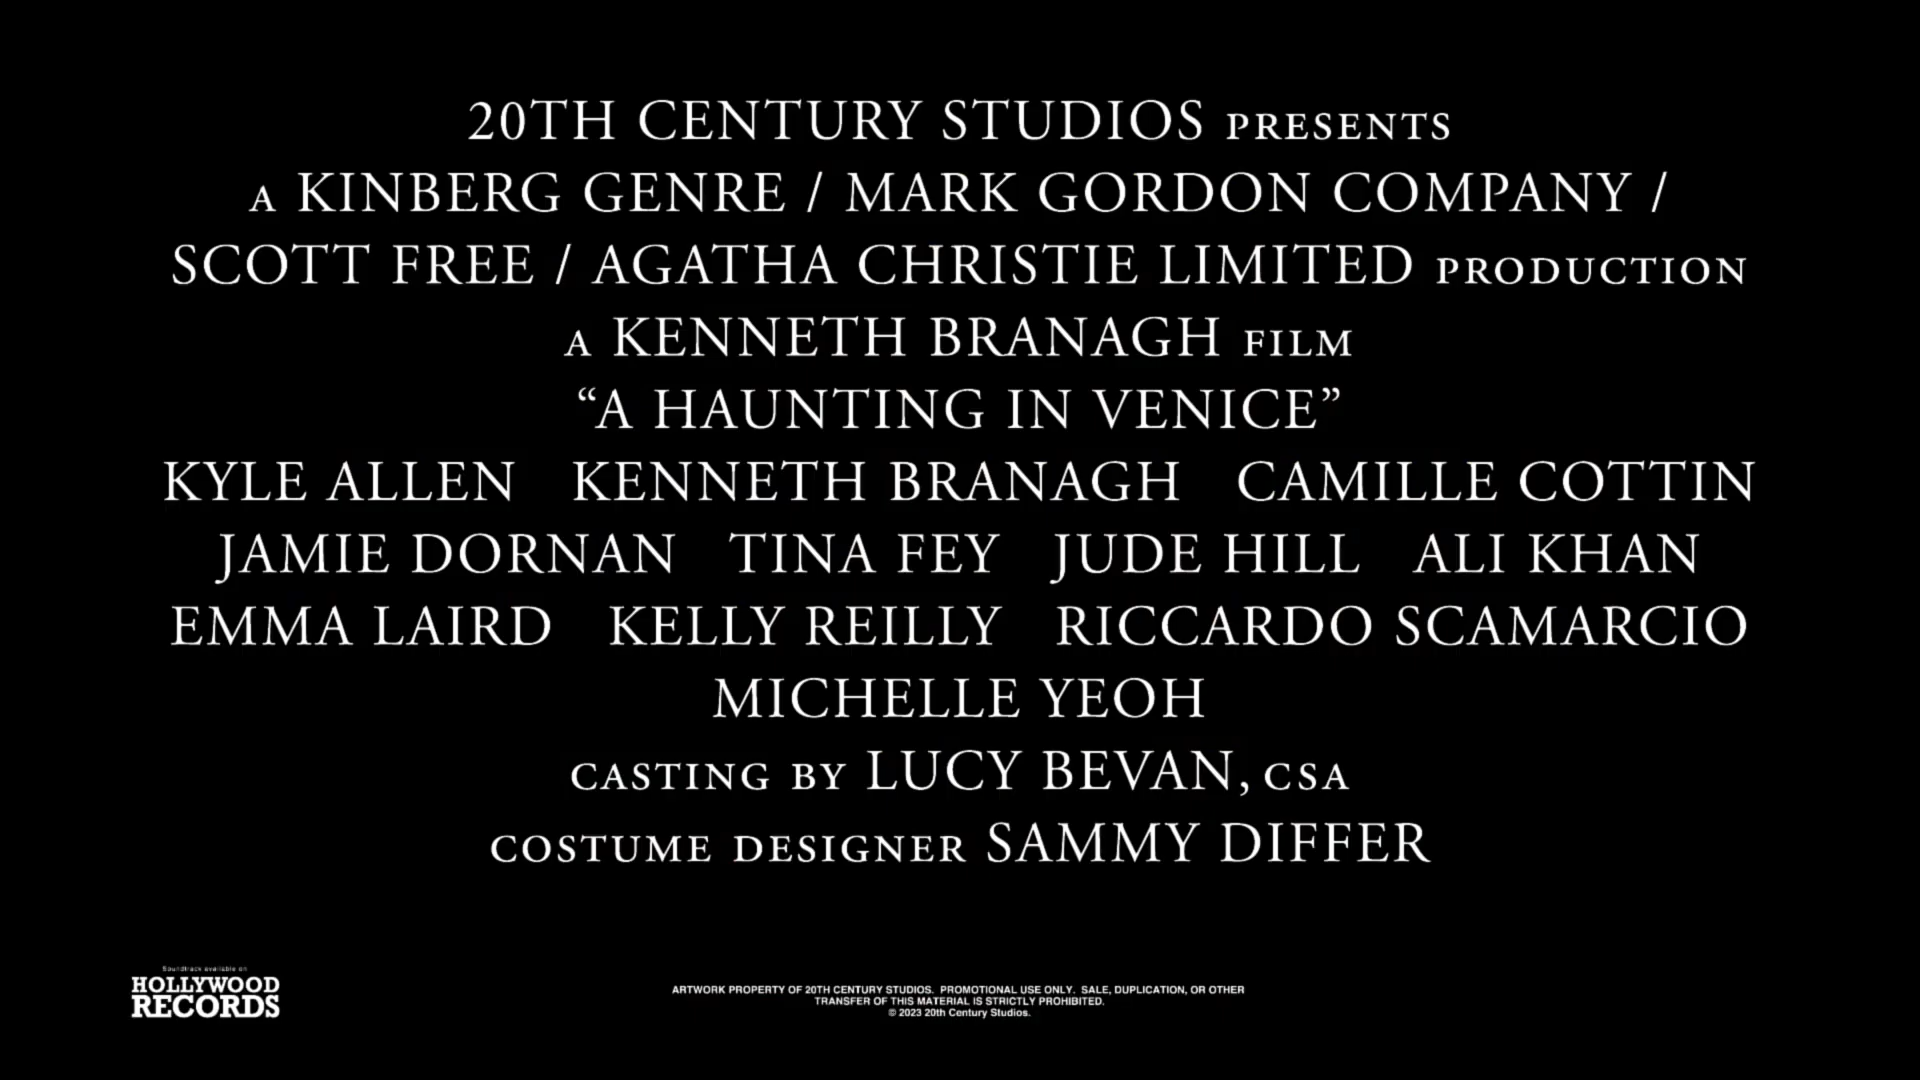 20TH CENTURY STUDIOS PRESENTS
A KINBERG GENRE / MARK GORDON COMPANY /
SCOTT FREE / AGATHA CHRISTIE LIMITED PRODUCTION
A KENNETH BRANAGH FILM
“A HAUNTING IN VENICE”
KYLE ALLEN KENNETH BRANAGH CAMILLE COTTIN
JAMIE DORNAN TINA FEY JUDE HILL ALI KHAN
EMMA LAIRD KELLY REILLY RICCARDO SCAMARCIO
MICHELLE YEOH
CASTING BY LUCY BEVAN, CSA
COSTUME DESIGNER SAMMY DIFFER
Soundtrack available on
HOLLYWOOD
RECORDS
ARTWORK PROPERTY OF 20TH CENTURY STUDIOS. PROMOTIONAL USE ONLY. SALE, DUPLICATION, OR OTHER
TRANSFER OF THIS MATERIAL IS STRICTLY PROHIBITED.
© 2023 20th Century Studios.